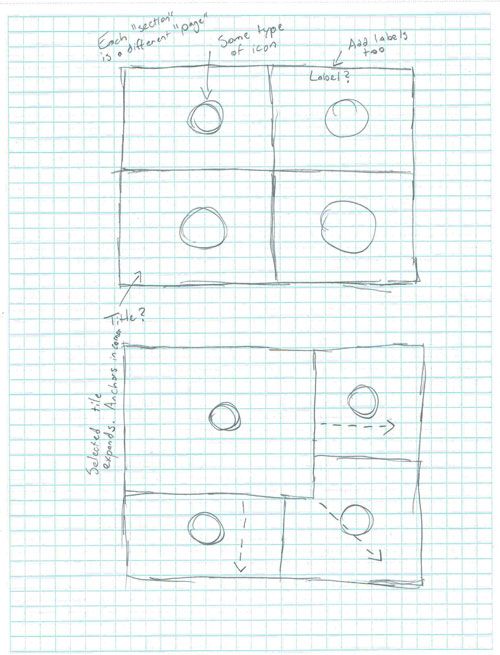 Each "section"
is a different "page"
Some type
of icon
Add labels
too
Label?
Title?
Selected tile
expands. Anchors in corner